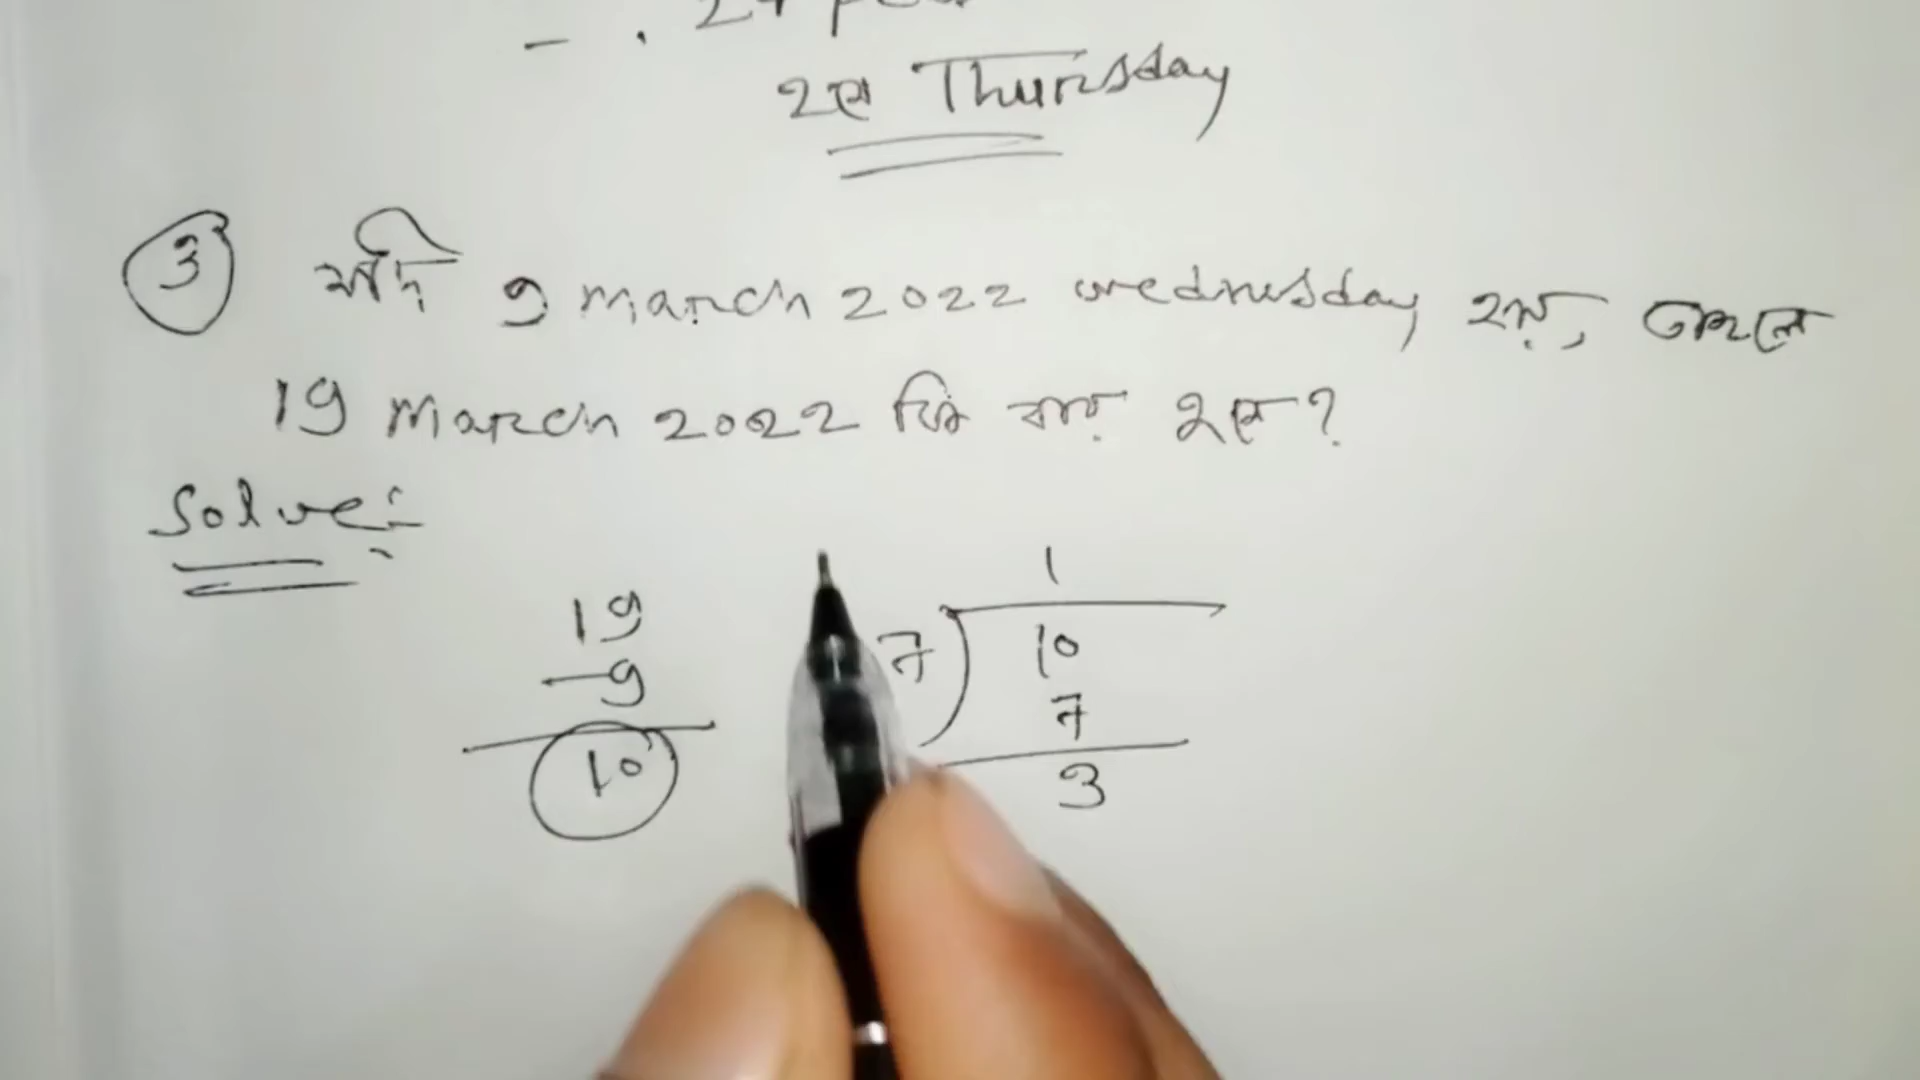 হবে Thursday
3 যদি 9 march 2022 wednesday হয়, তাহলে
19 march 2022 কি বার হবে?
Solve:-
19
-9
10
1
7) 10
7
3